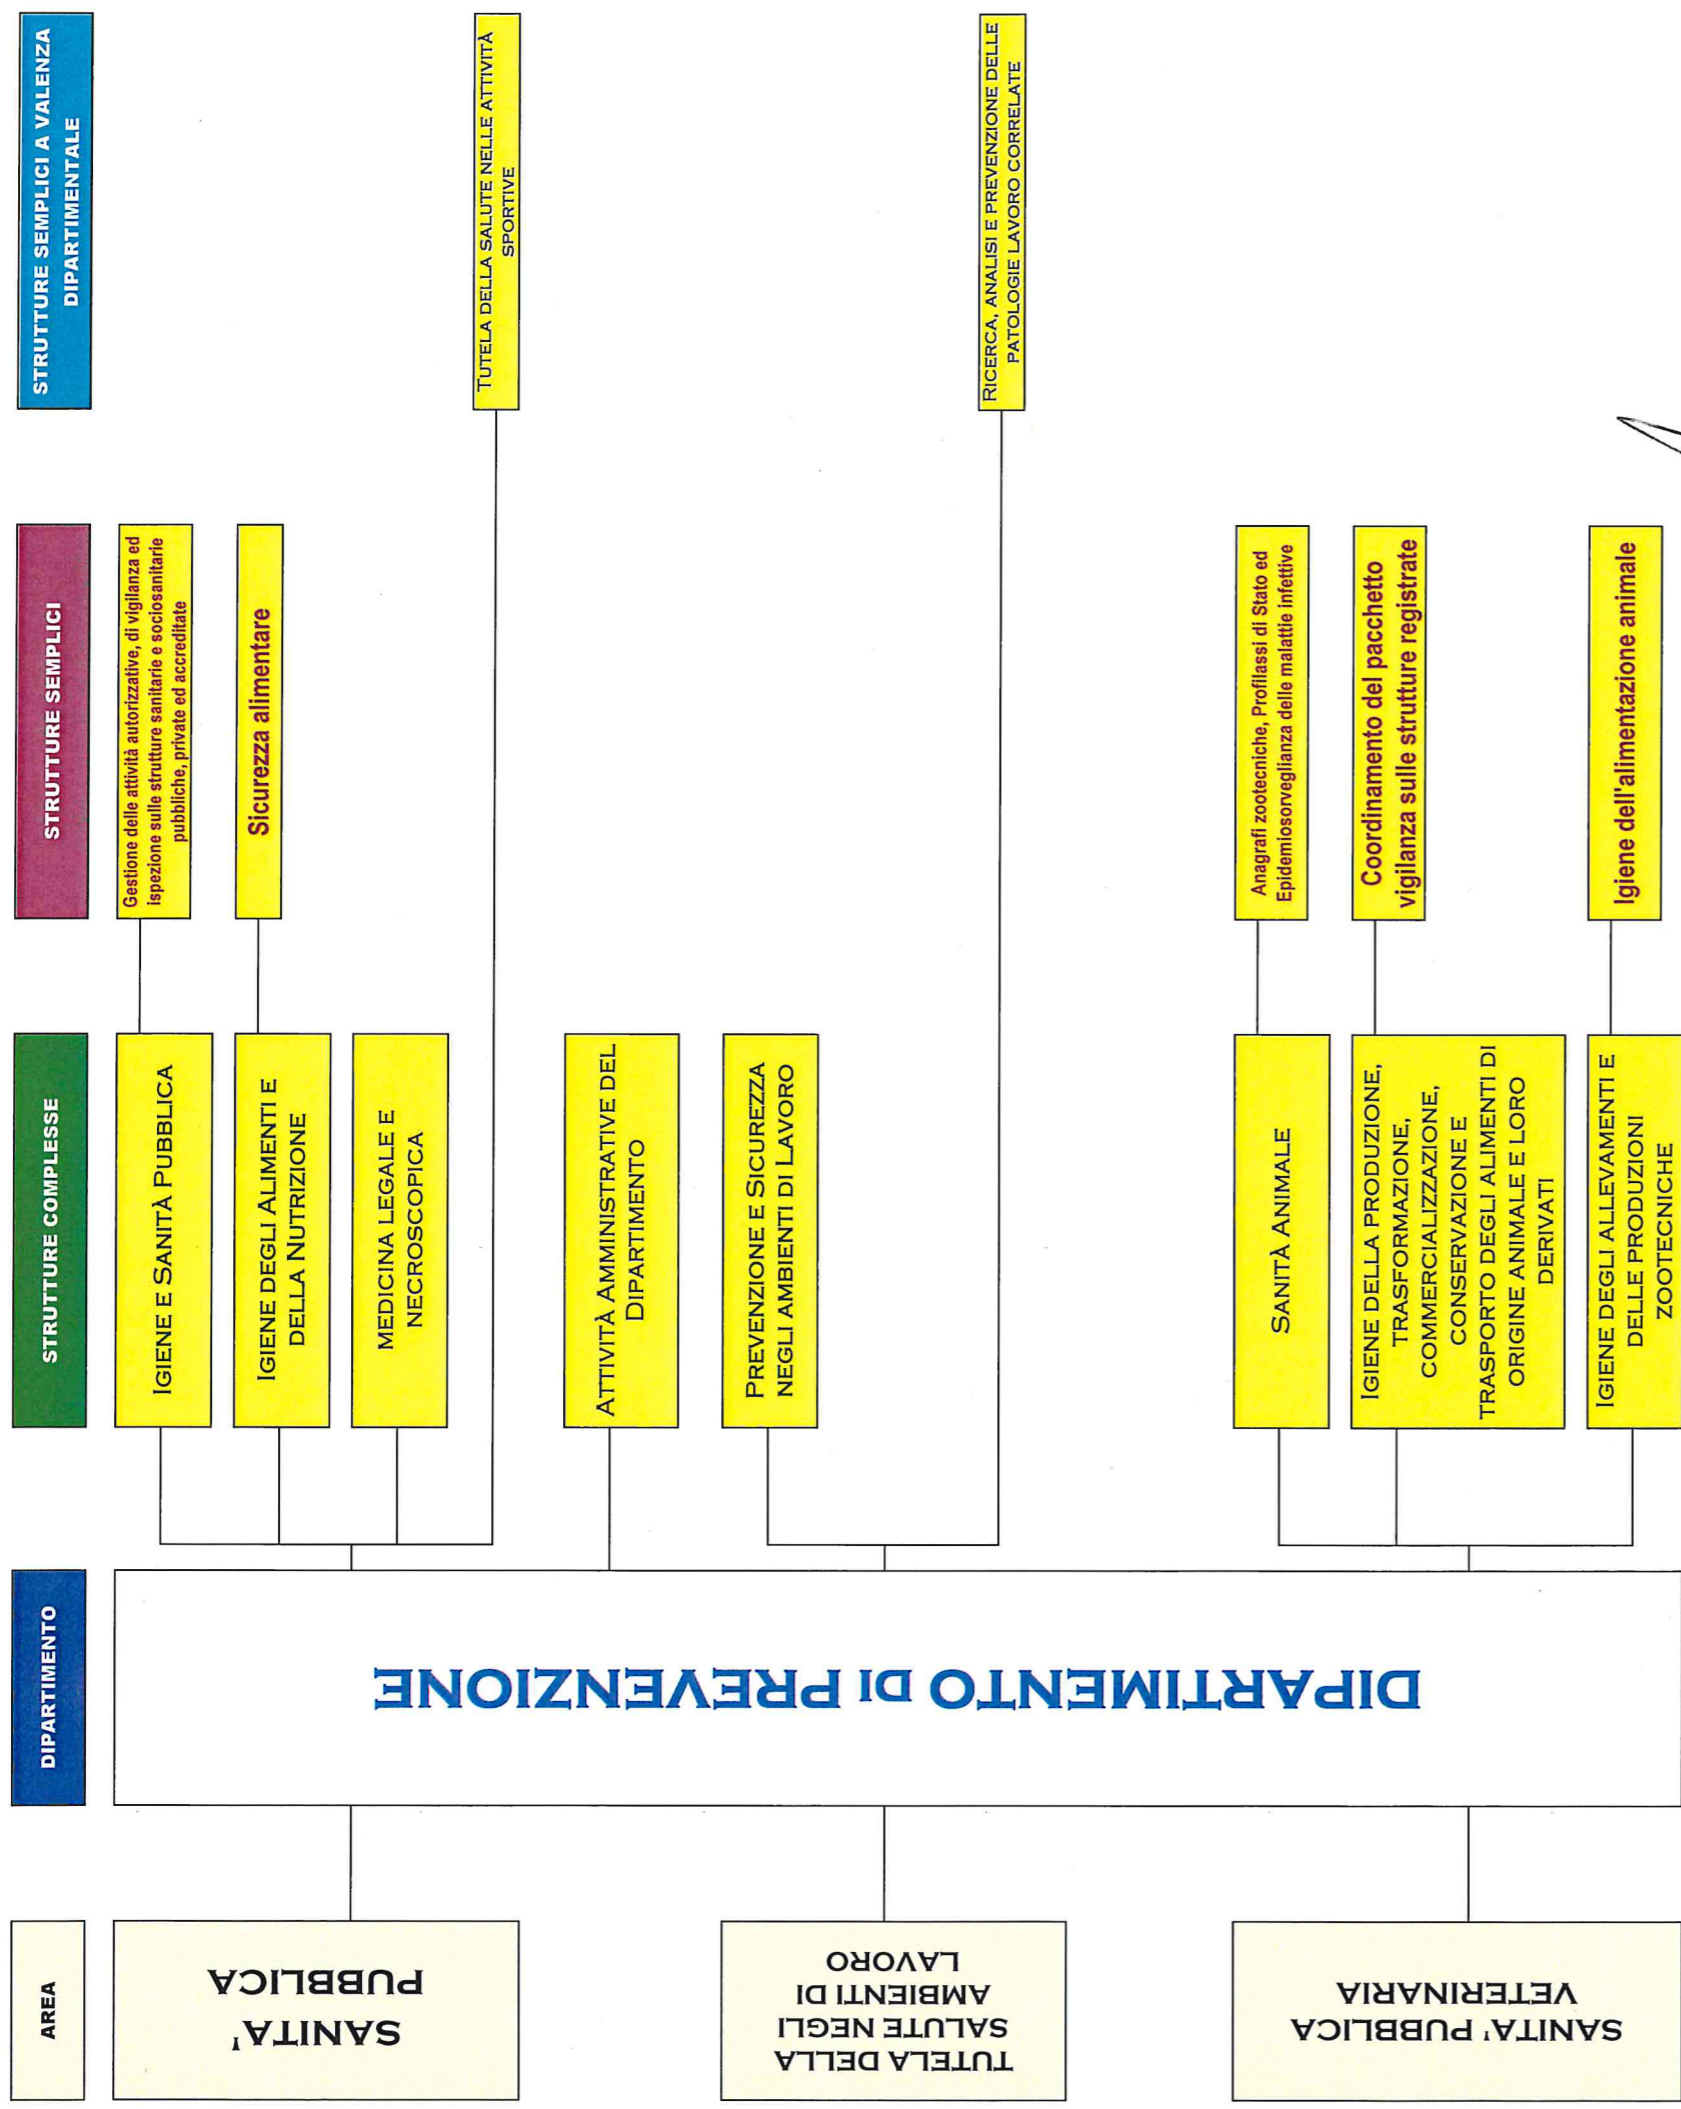 AREA
DIPARTIMENTO
STRUTTURE COMPLESSE
STRUTTURE SEMPLICI
STRUTTURE SEMPLICI A VALENZA
DIPARTIMENTALE
SANITA'
PUBBLICA
TUTELA DELLA
SALUTE NEGLI
AMBIENTI DI
LAVORO
SANITA' PUBBLICA
VETERINARIA
DIPARTIMENTO DI PREVENZIONE
IGIENE E SANITÀ PUBBLICA
Gestione delle attività autorizzative, di vigilanza ed
ispezione sulle strutture sanitarie e sociosanitarie
pubbliche, private ed accreditate
IGIENE DEGLI ALIMENTI E
DELLA NUTRIZIONE
Sicurezza alimentare
MEDICINA LEGALE E
NECROSCOPICA
TUTELA DELLA SALUTE NELLE ATTIVITÀ
SPORTIVE
ATTIVITÀ AMMINISTRATIVE DEL
DIPARTIMENTO
PREVENZIONE E SICUREZZA
NEGLI AMBIENTI DI LAVORO
RICERCA, ANALISI E PREVENZIONE DELLE
PATOLOGIE LAVORO CORRELATE
SANITÀ ANIMALE
Anagrafi zootecniche, Profilassi di Stato ed
Epidemiosorveglianza delle malattie infettive
IGIENE DELLA PRODUZIONE,
TRASFORMAZIONE,
COMMERCIALIZZAZIONE,
CONSERVAZIONE E
TRASPORTO DEGLI ALIMENTI DI
ORIGINE ANIMALE E LORO
DERIVATI
Coordinamento del pacchetto
vigilanza sulle strutture registrate
IGIENE DEGLI ALLEVAMENTI E
DELLE PRODUZIONI
ZOOTECNICHE
Igiene dell'alimentazione animale